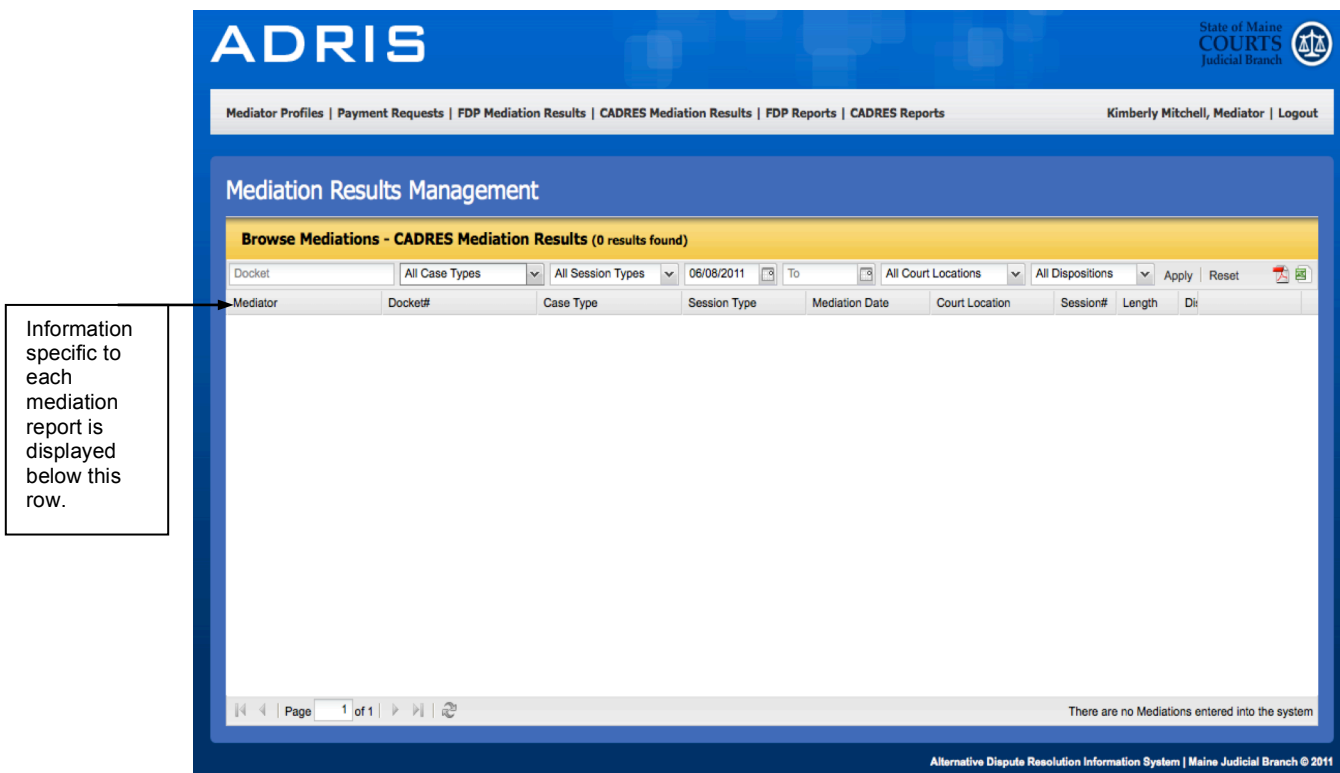 ADRIS
State of Maine
COURTS
Judicial Branch
Mediator Profiles | Payment Requests | FDP Mediation Results | CADRES Mediation Results | FDP Reports | CADRES Reports
Kimberly Mitchell, Mediator | Logout
Mediation Results Management
Browse Mediations - CADRES Mediation Results (0 results found)
Docket All Case Types All Session Types 06/08/2011 To All Court Locations All Dispositions Apply | Reset
Mediator Docket# Case Type Session Type Mediation Date Court Location Session# Length Dis
Information
specific to
each
mediation
report is
displayed
below this
row.
Page 1 of 1
There are no Mediations entered into the system
Alternative Dispute Resolution Information System | Maine Judicial Branch © 2011